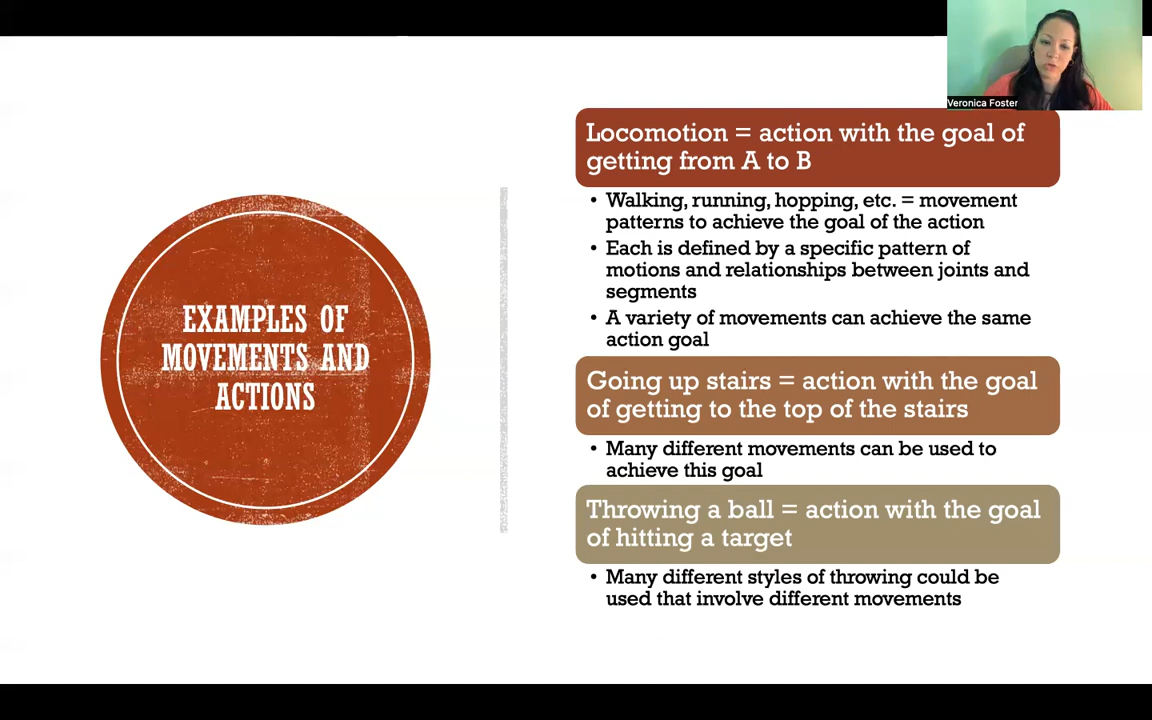 Veronica Foster
EXAMPLES OF
MOVEMENTS AND
ACTIONS
Locomotion = action with the goal of
getting from A to B
• Walking, running, hopping, etc. = movement
patterns to achieve the goal of the action
• Each is defined by a specific pattern of
motions and relationships between joints and
segments
• A variety of movements can achieve the same
action goal
Going up stairs = action with the goal
of getting to the top of the stairs
• Many different movements can be used to
achieve this goal
Throwing a ball = action with the goal
of hitting a target
• Many different styles of throwing could be
used that involve different movements